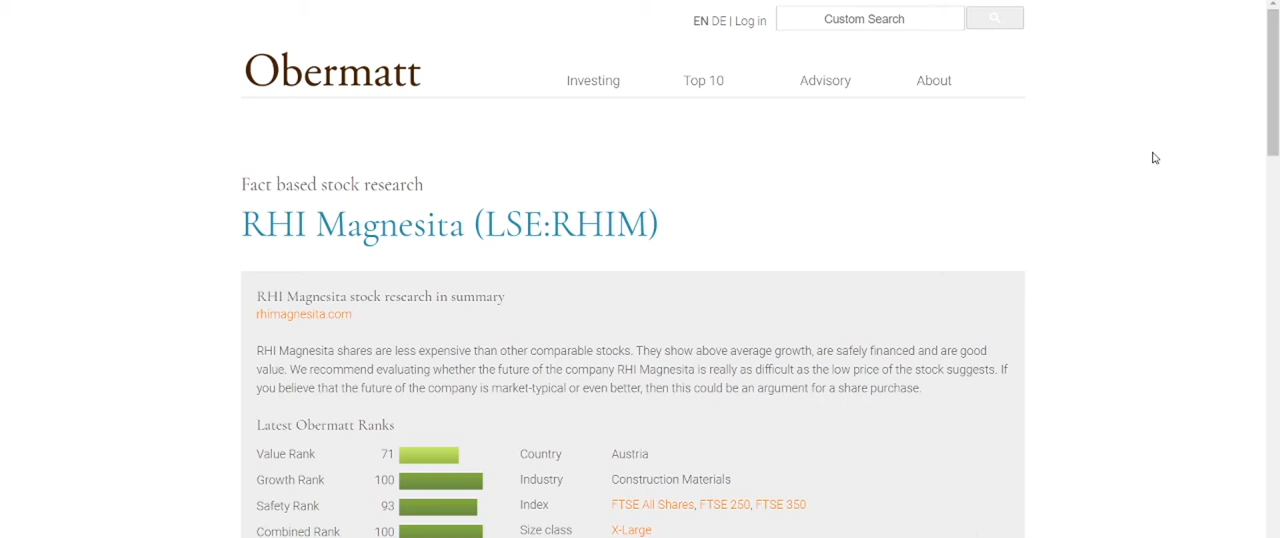 EN DE | Log in
Custom Search
Obermatt
Investing
Top 10
Advisory
About
Fact based stock research
RHI Magnesita (LSE:RHIM)
RHI Magnesita stock research in summary
rhimagnesita.com
RHI Magnesita shares are less expensive than other comparable stocks. They show above average growth, are safely financed and are good
value. We recommend evaluating whether the future of the company RHI Magnesita is really as difficult as the low price of the stock suggests. If
you believe that the future of the company is market-typical or even better, then this could be an argument for a share purchase.
Latest Obermatt Ranks
Value Rank 71 Country Austria
Growth Rank 100 Industry Construction Materials
Safety Rank 93 Index FTSE All Shares, FTSE 250, FTSE 350
Combined Rank 100 Size class X-Large